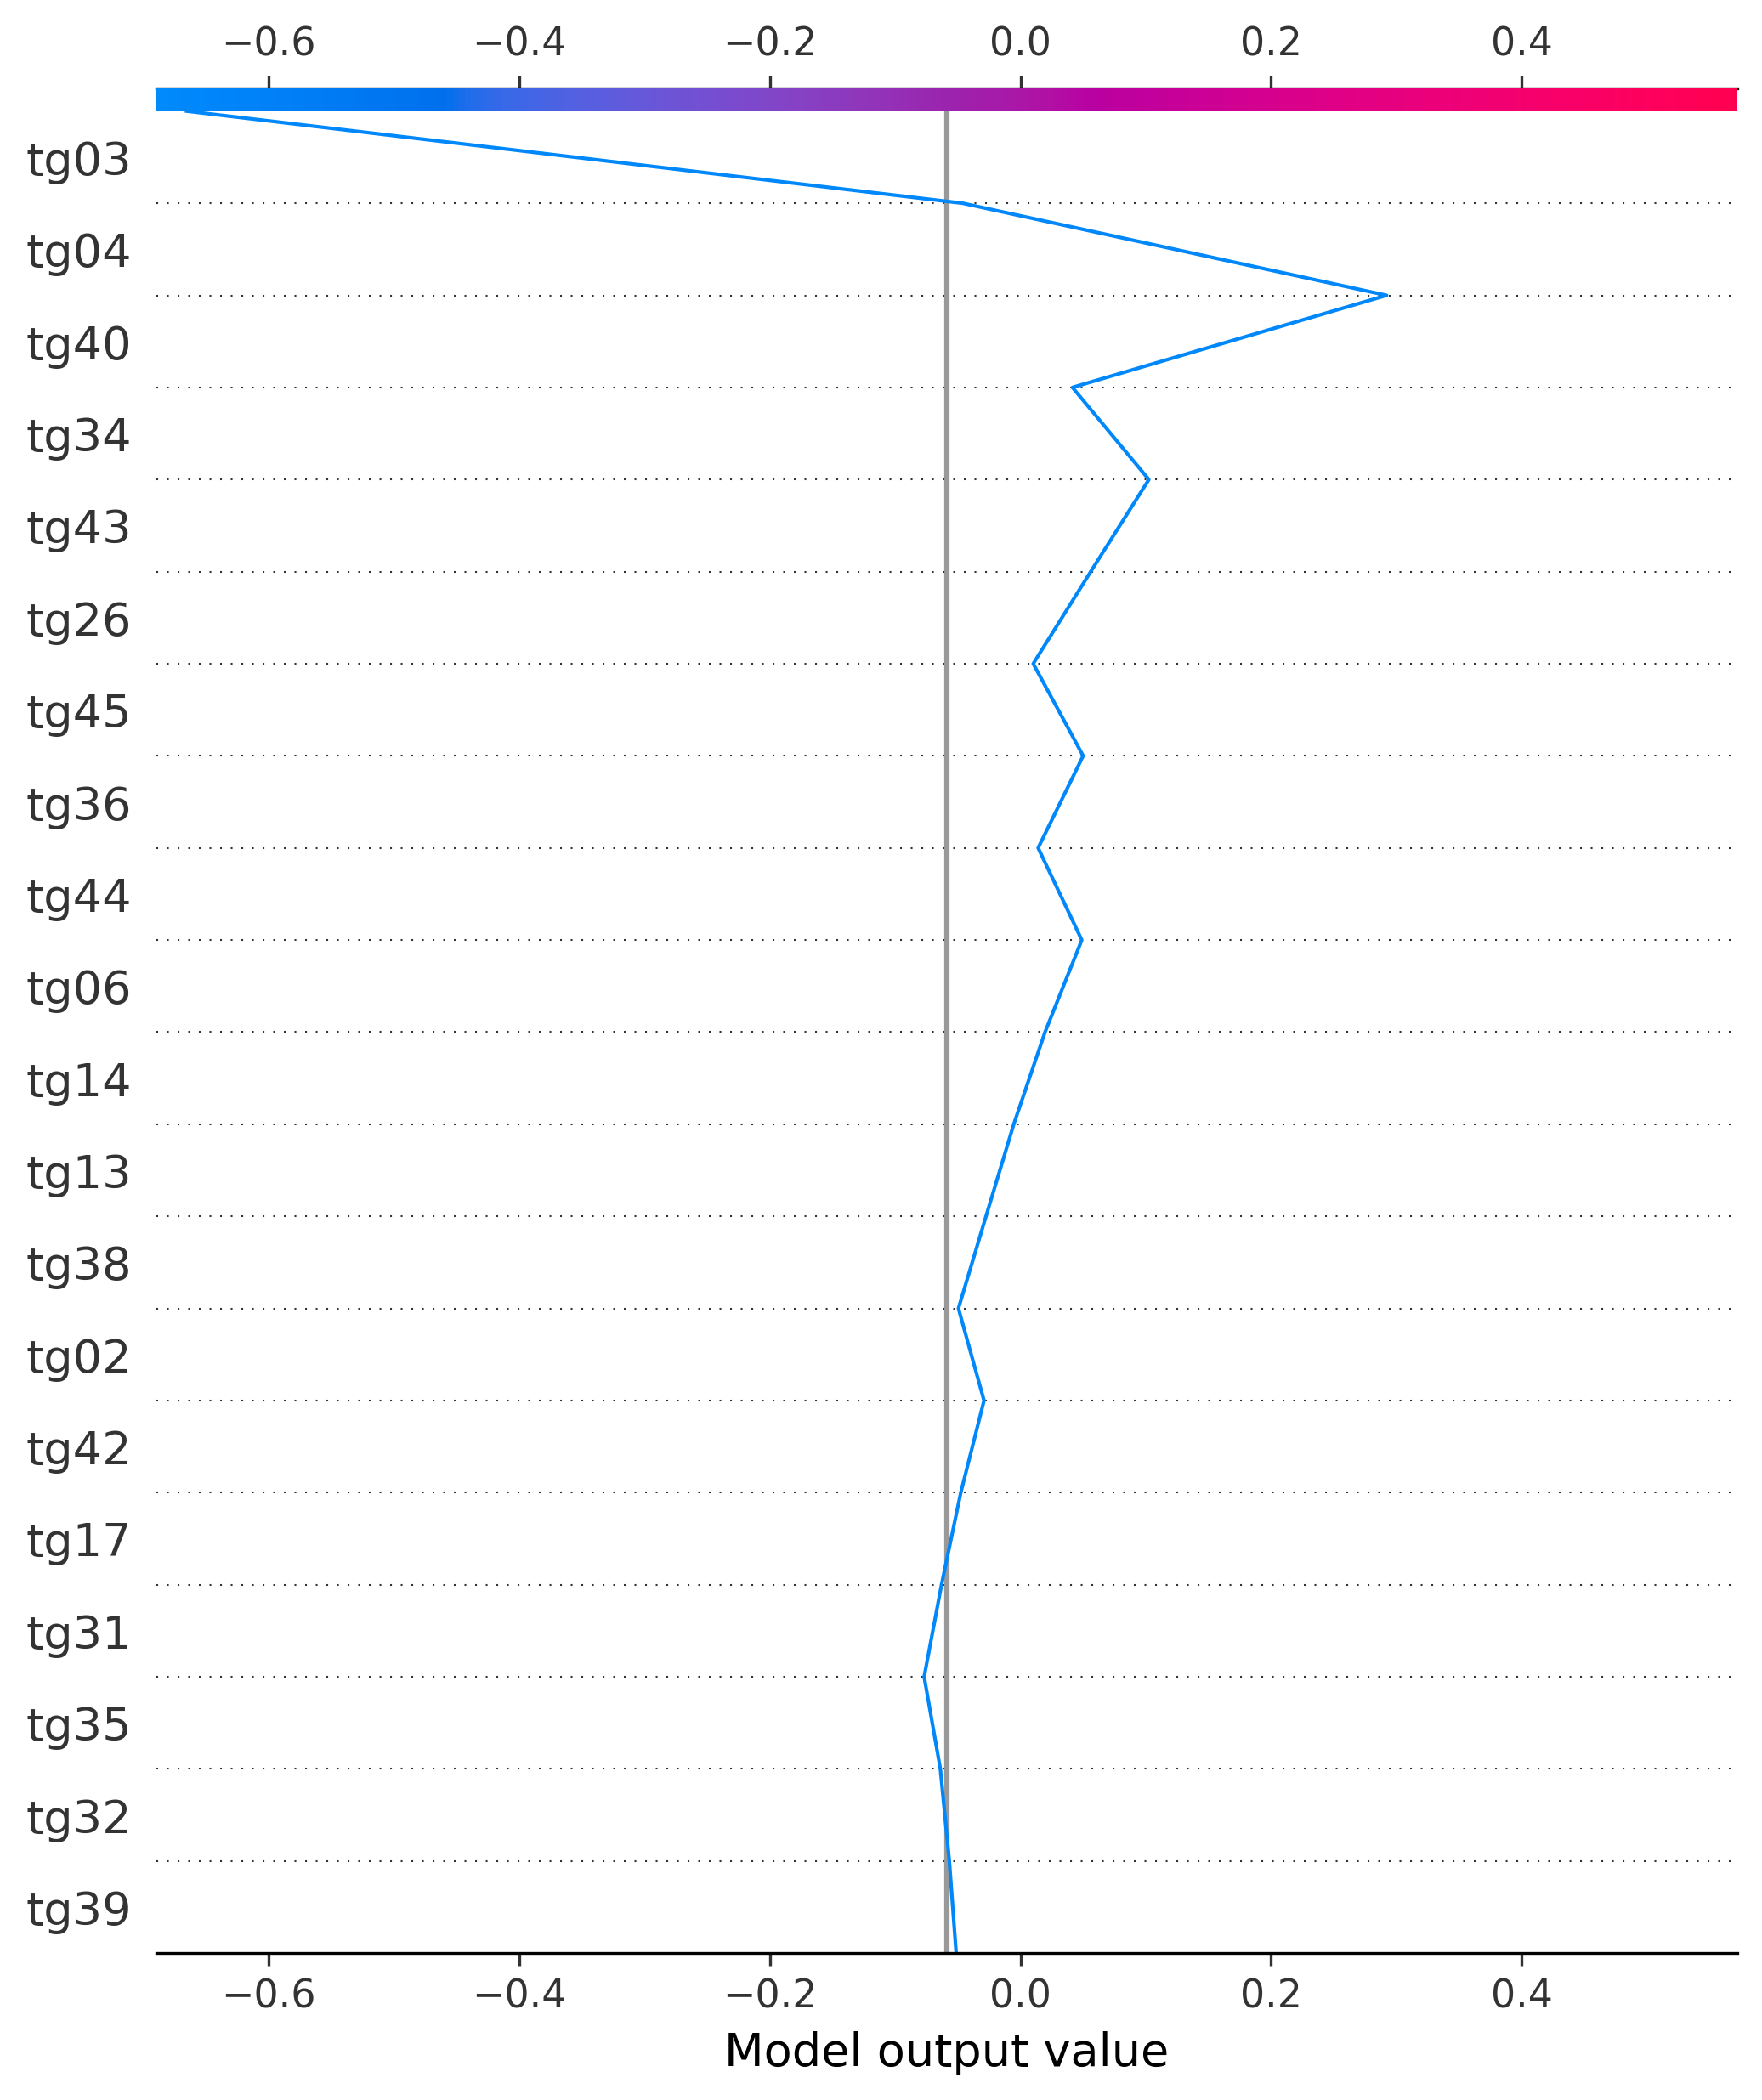 −0.6 −0.4 −0.2 0.0 0.2 0.4
tg03
tg04
tg40
tg34
tg43
tg26
tg45
tg36
tg44
tg06
tg14
tg13
tg38
tg02
tg42
tg17
tg31
tg35
tg32
tg39
−0.6 −0.4 −0.2 0.0 0.2 0.4
Model output value